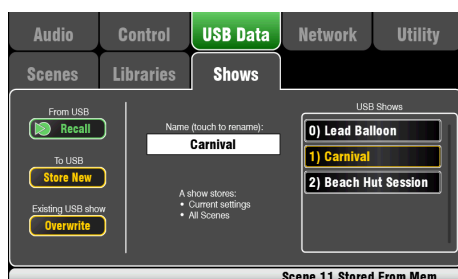 Audio Control USB Data Network Utility
Scenes Libraries Shows
From USB
Recall
To USB
Store New
Existing USB show
Overwrite
Name (touch to rename):
Carnival
A show stores:
• Current settings
• All Scenes
USB Shows
0) Lead Balloon
1) Carnival
2) Beach Hut Session
Scene 11 Stored From Mem